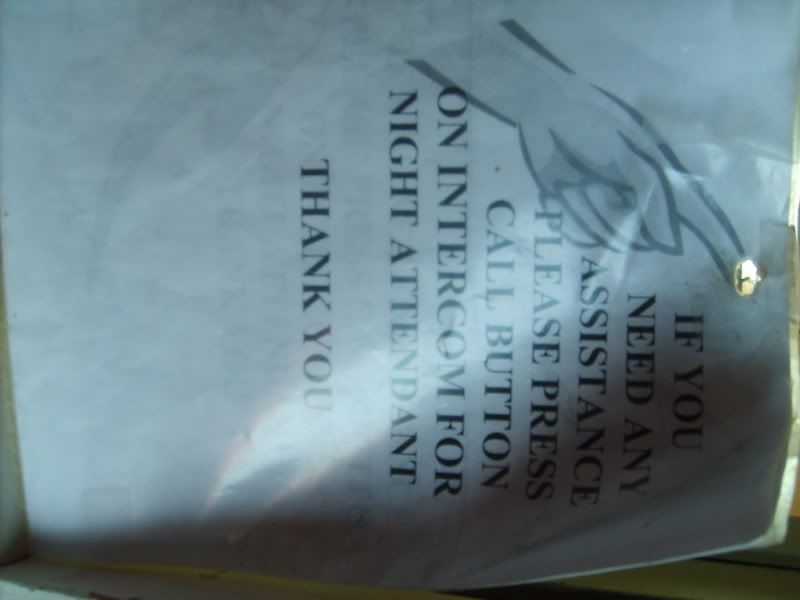 IF YOU
NEED ANY
ASSISTANCE
PLEASE PRESS
CALL BUTTON
ON INTERCOM FOR
NIGHT ATTENDANT
THANK YOU